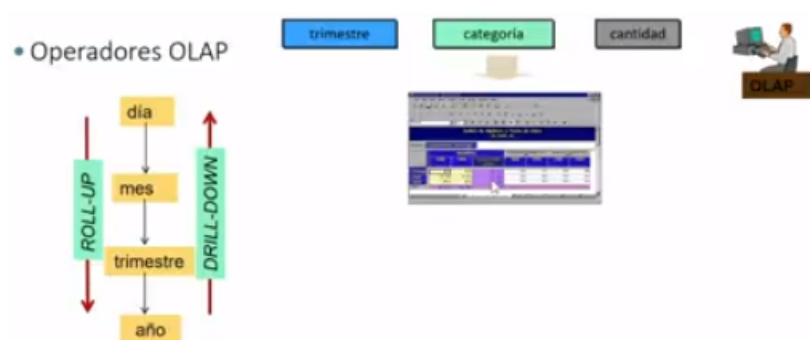 • Operadores OLAP
trimestre
categoría
cantidad
OLAP
día
mes
trimestre
año
ROLL-UP
DRILL-DOWN